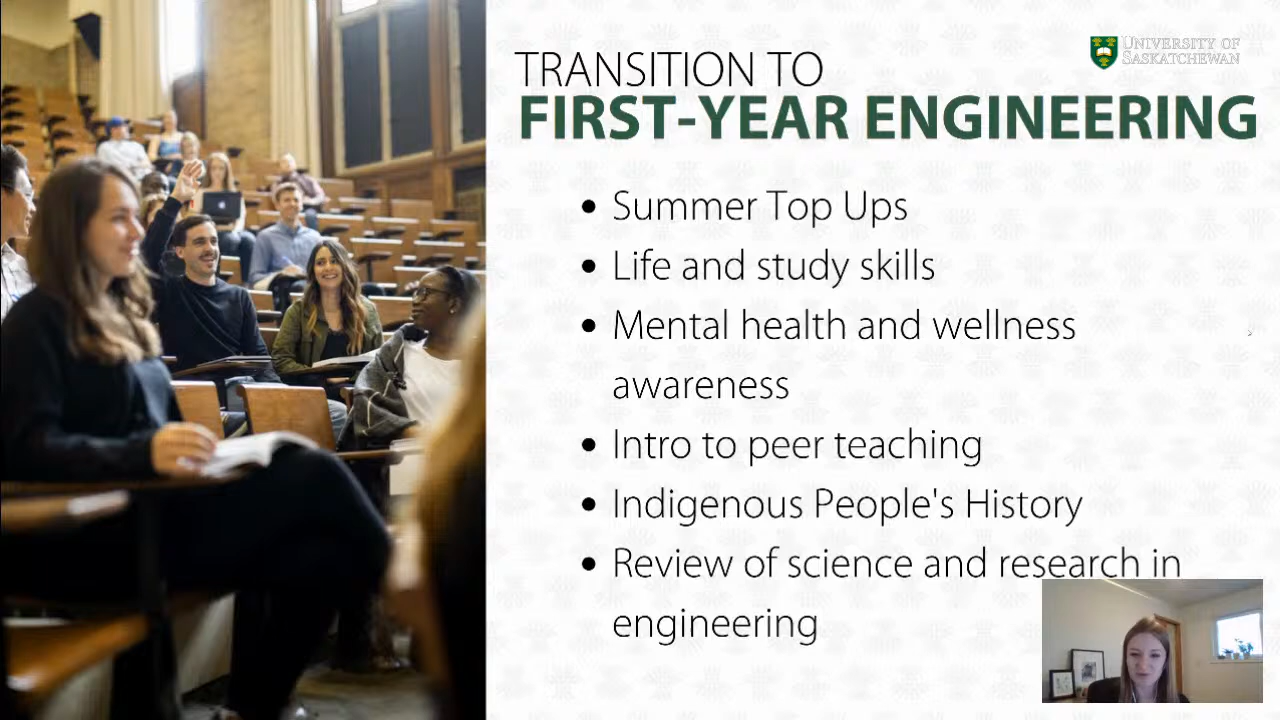 TRANSITION TO
FIRST-YEAR ENGINEERING
UNIVERSITY OF
SASKATCHEWAN
• Summer Top Ups
• Life and study skills
• Mental health and wellness
awareness
• Intro to peer teaching
• Indigenous People's History
• Review of science and research in
engineering